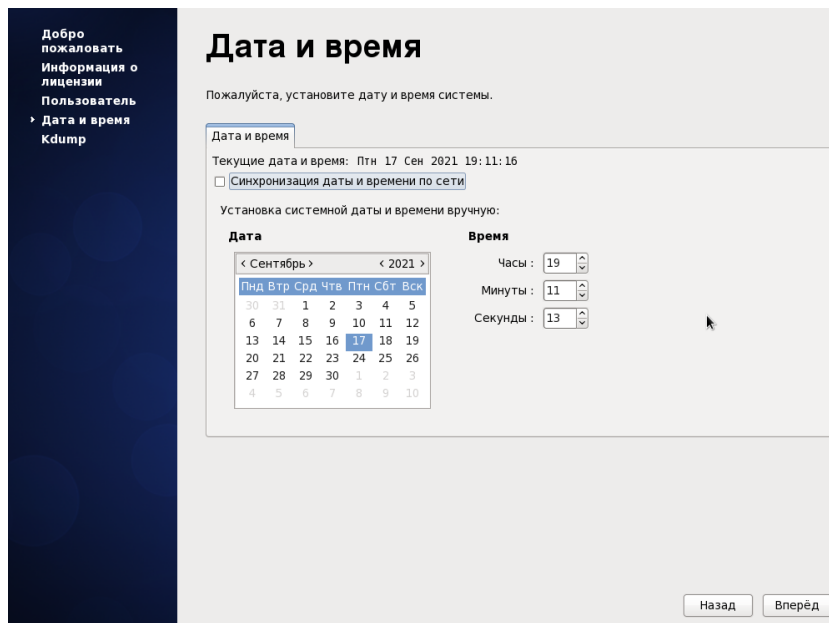 Добро
пожаловать
Информация о
лицензии
Пользователь
Дата и время
Kdump
Дата и время
Пожалуйста, установите дату и время системы.
Дата и время
Текущие дата и время: Птн 17 Сен 2021 19:11:16
Синхронизация даты и времени по сети
Установка системной даты и времени вручную:
Дата
< Сентябрь > < 2021 >
Пнд Втр Срд Чтв Птн Сбт Вск
30 31 1 2 3 4 5
6 7 8 9 10 11 12
13 14 15 16 17 18 19
20 21 22 23 24 25 26
27 28 29 30 1 2 3
4 5 6 7 8 9 10
Время
Часы : 19
Минуты : 11
Секунды : 13
Назад
Вперёд